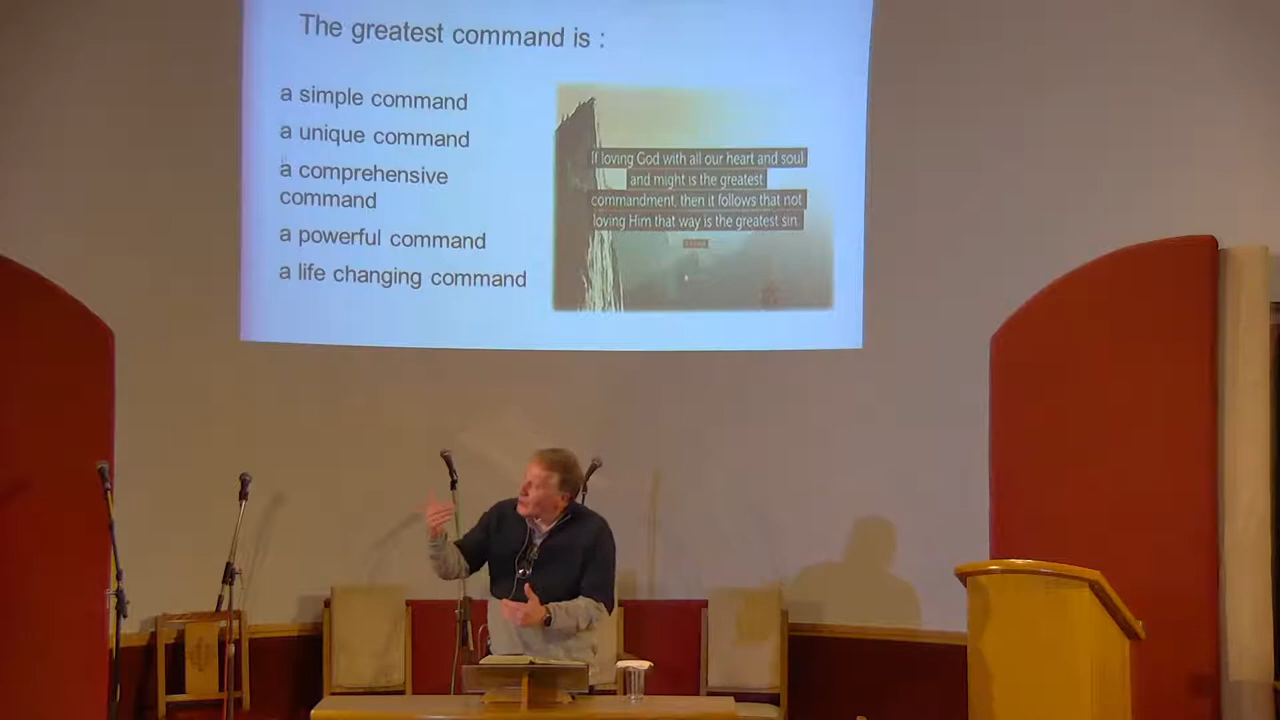 The greatest command is :
a simple command
a unique command
a comprehensive
command
a powerful command
a life changing command
If loving God with all our heart and soul
and might is the greatest
commandment, then it follows that not
loving Him that way is the greatest sin.